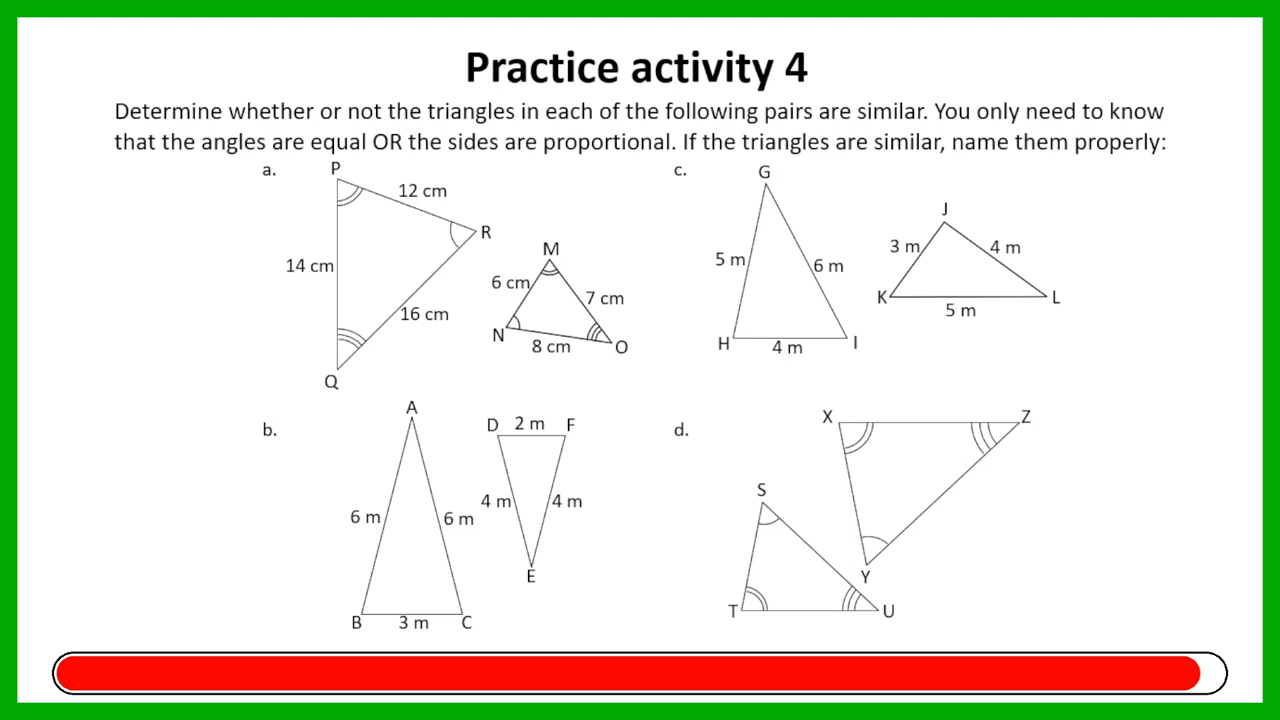 Practice activity 4
Determine whether or not the triangles in each of the following pairs are similar. You only need to know
that the angles are equal OR the sides are proportional. If the triangles are similar, name them properly:
a.
P
12 cm
R
14 cm
16 cm
Q
M
6 cm
7 cm
N
8 cm
O
c.
G
5 m
6 m
H
4 m
I
J
3 m
4 m
K
5 m
L
b.
A
6 m
6 m
B
3 m
C
D
2 m
F
4 m
4 m
E
d.
X
Z
Y
S
T
U